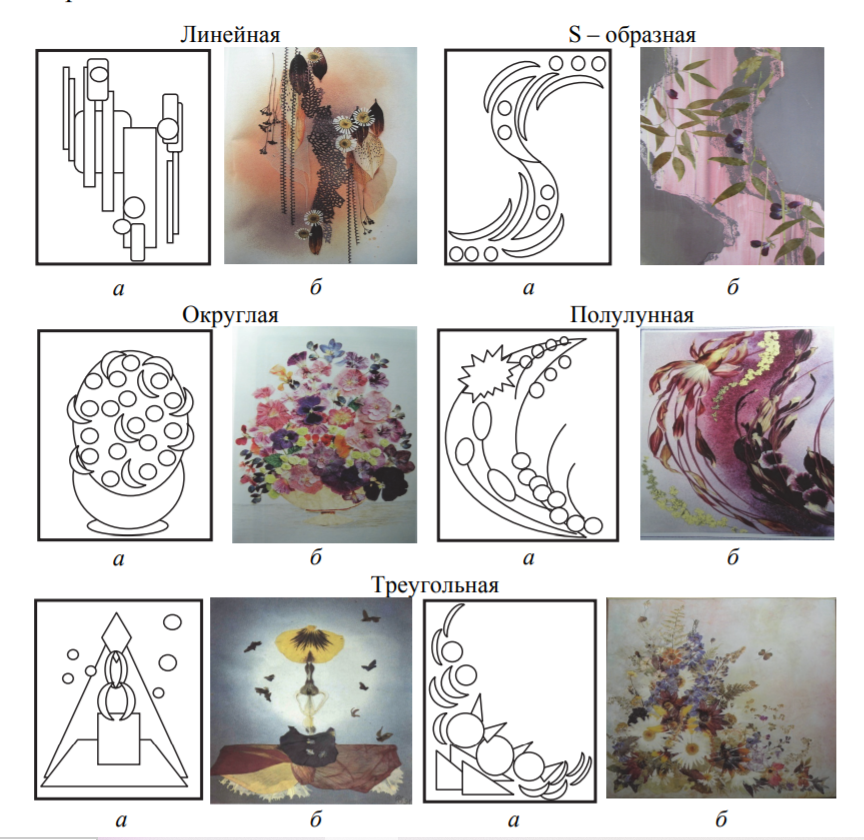 Линейная S – образная
а б а б
Округлая Полулунная
а б а б
Треугольная
а б а б